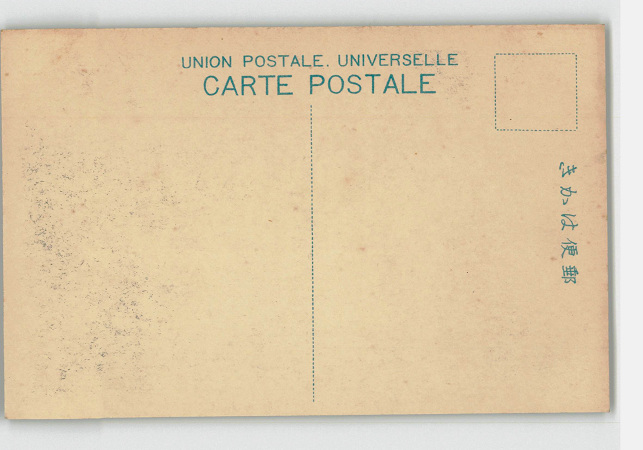 UNION POSTALE. UNIVERSELLE
CARTE POSTALE
郵便はかき